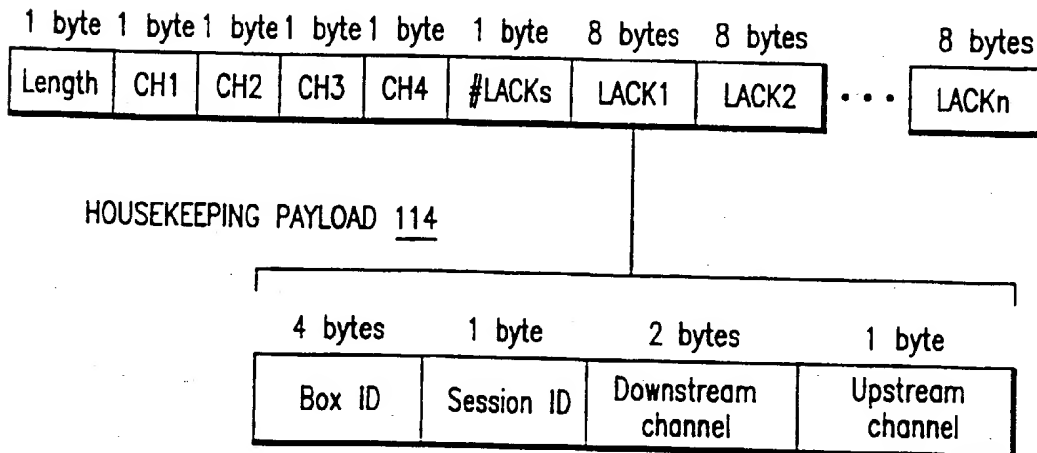 1 byte 1 byte 1 byte 1 byte 1 byte 1 byte 8 bytes 8 bytes 8 bytes
Length CH1 CH2 CH3 CH4 #LACKs LACK1 LACK2 • • • LACKn
HOUSEKEEPING PAYLOAD 114
4 bytes 1 byte 2 bytes 1 byte
Box ID Session ID Downstream channel Upstream channel